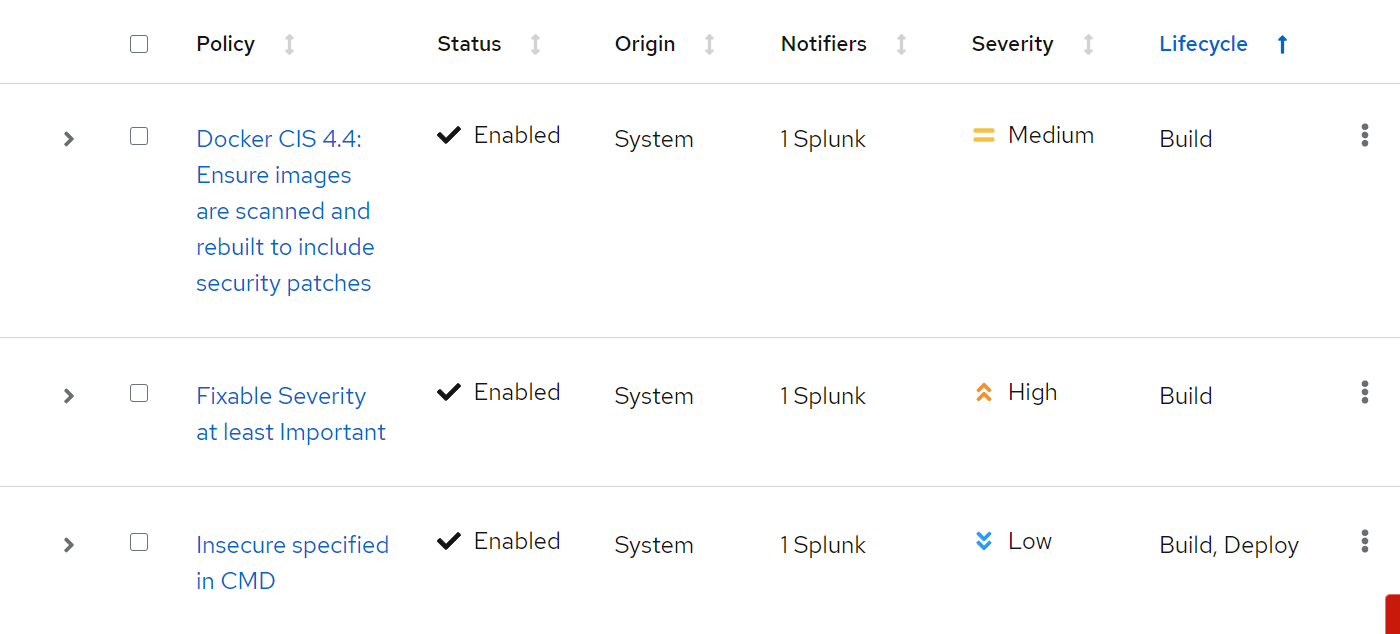 Policy Status Origin Notifiers Severity Lifecycle
Docker CIS 4.4: Enabled System 1 Splunk Medium Build
Ensure images
are scanned and
rebuilt to include
security patches
Fixable Severity Enabled System 1 Splunk High Build
at least Important
Insecure specified Enabled System 1 Splunk Low Build, Deploy
in CMD